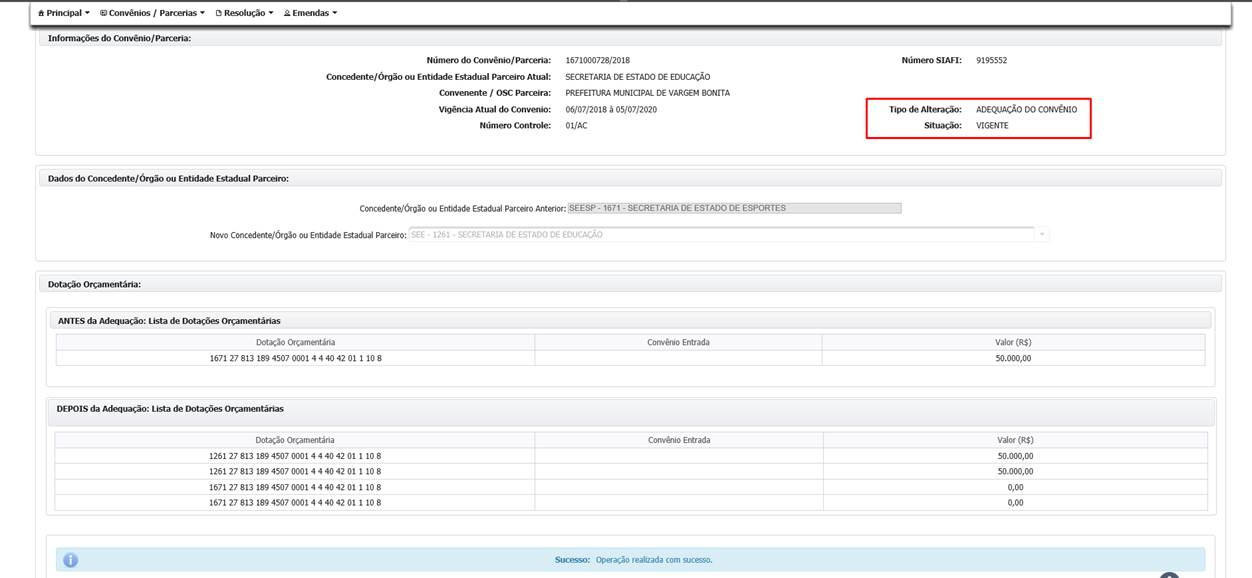 Principal Convênios / Parcerias Resolução Emendas
Informações do Convênio/Parceria:
Número do Convênio/Parceria: 1671000728/2018 Número SIAFI: 9195552
Concedente/Órgão ou Entidade Estadual Parceiro Atual: SECRETARIA DE ESTADO DE EDUCAÇÃO
Convenente / OSC Parceira: PREFEITURA MUNICIPAL DE VARGEM BONITA
Vigência Atual do Convenio: 06/07/2018 à 05/07/2020 Tipo de Alteração: ADEQUAÇÃO DO CONVÊNIO
Número Controle: 01/AC Situação: VIGENTE
Dados do Concedente/Órgão ou Entidade Estadual Parceiro:
Concedente/Órgão ou Entidade Estadual Parceiro Anterior: SEESP - 1671 - SECRETARIA DE ESTADO DE ESPORTES
Novo Concedente/Órgão ou Entidade Estadual Parceiro: SEE - 1261 - SECRETARIA DE ESTADO DE EDUCAÇÃO
Dotação Orçamentária:
ANTES da Adequação: Lista de Dotações Orçamentárias
Dotação Orçamentária Convênio Entrada Valor (R$)
1671 27 813 189 4507 0001 4 4 40 42 01 1 10 8 50.000,00
DEPOIS da Adequação: Lista de Dotações Orçamentárias
Dotação Orçamentária Convênio Entrada Valor (R$)
1261 27 813 189 4507 0001 4 4 40 42 01 1 10 8 50.000,00
1261 27 813 189 4507 0001 4 4 40 42 01 1 10 8 50.000,00
1671 27 813 189 4507 0001 4 4 40 42 01 1 10 8 0,00
1671 27 813 189 4507 0001 4 4 40 42 01 1 10 8 0,00
Sucesso: Operação realizada com sucesso.